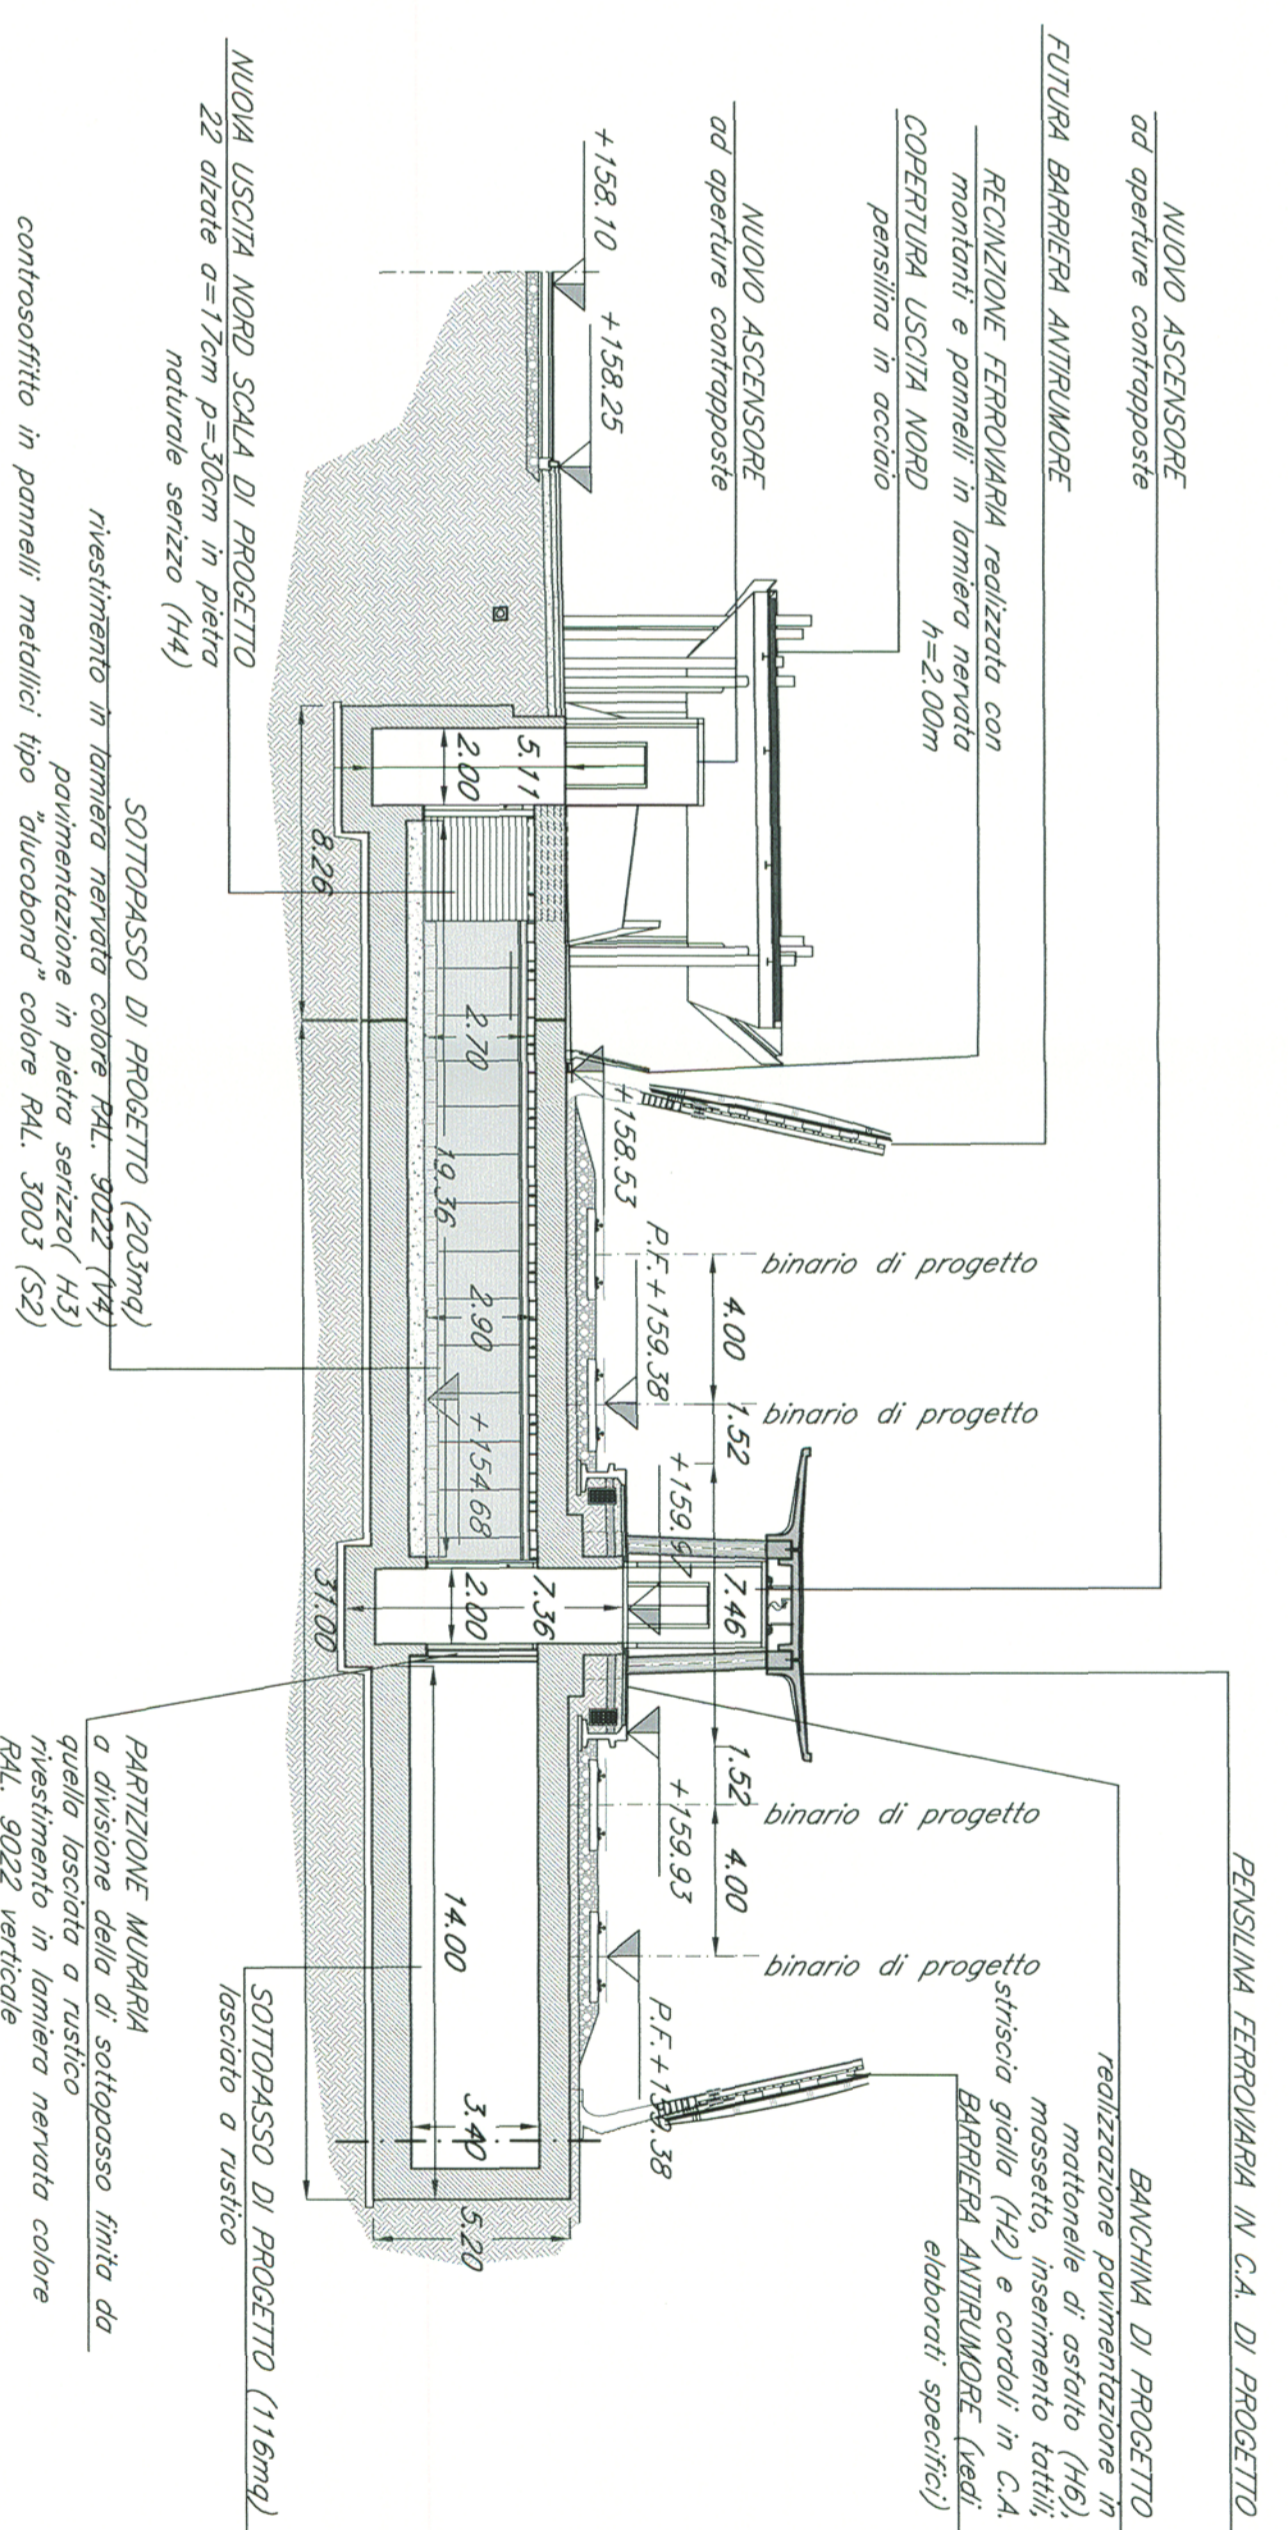 NUOVO ASCENSORE
ad aperture contrapposte
FUTURA BARRIERA ANTIRUMORE
RECINZIONE FERROVIARIA realizzata con
montanti e pannelli in lamiera nervata
h=2.00m
COPERTURA USCITA NORD
pensilina in acciaio
NUOVO ASCENSORE
ad aperture contrapposte
+158.10
+158.25
NUOVA USCITA NORD SCALA DI PROGETTO
22 alzate a=17cm p=30cm in pietra
naturale serizzo (H4)
SOTTOPASSO DI PROGETTO (203mq)
rivestimento in lamiera nervata colore RAL. 9022 (V4)
pavimentazione in pietra serizzo( H3)
controsoffitto in pannelli metallici tipo "alucobond" colore RAL. 3003 (S2)
5.11
2.00
8.26
2.70
19.36
2.90
+154.68
+158.53
P.F.+159.38
binario di progetto
4.00
binario di progetto
1.52
+159.97
7.46
7.36
2.00
31.00
1.52
binario di progetto
+159.93
4.00
binario di progetto
P.F.+159.38
14.00
3.40
5.20
PENSILINA FERROVIARIA IN C.A. DI PROGETTO
BANCHINA DI PROGETTO
realizzazione pavimentazione in
mattonelle di asfalto (H6),
massetto, inserimento tattili,
striscia gialla (H2) e cordoli in C.A.
BARRIERA ANTIRUMORE (vedi
elaborati specifici)
PARTIZIONE MURARIA
a divisione della di sottopasso finita da
quella lasciata a rustico
rivestimento in lamiera nervata colore
RAL. 9022 verticale
SOTTOPASSO DI PROGETTO (116mq)
lasciato a rustico